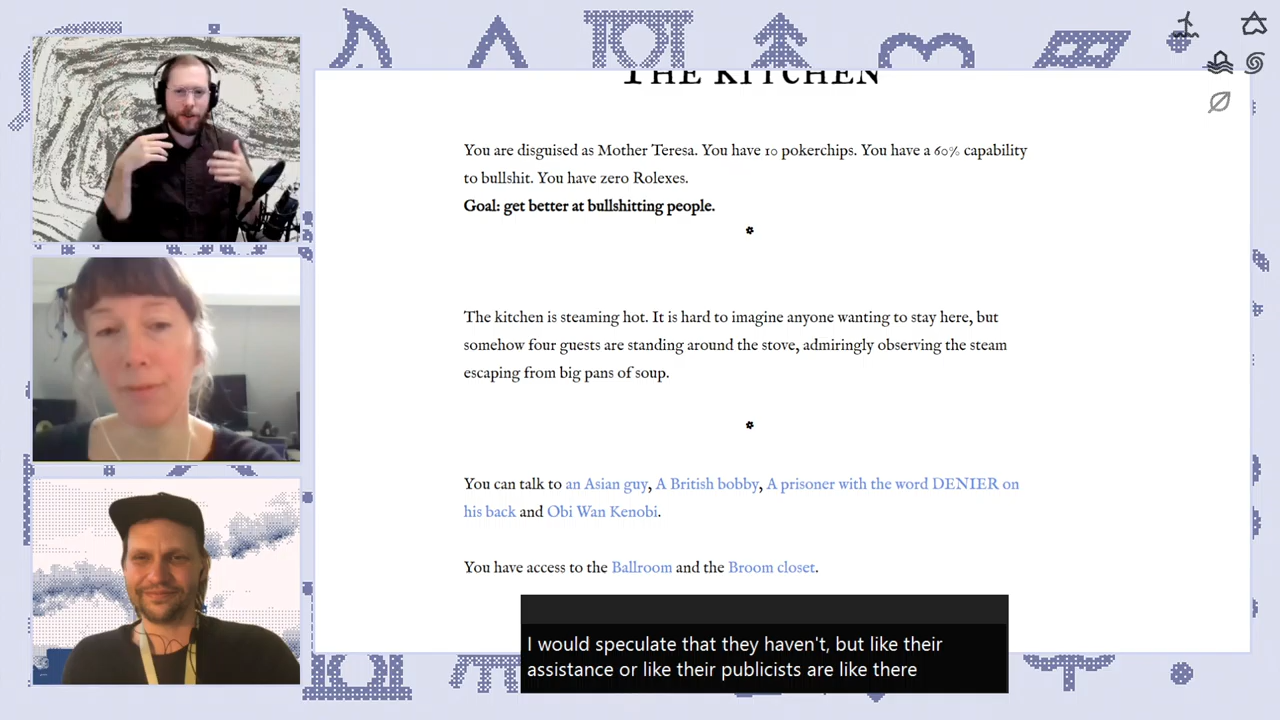 THE KITCHEN
You are disguised as Mother Teresa. You have 10 pokerchips. You have a 60% capability
to bullshit. You have zero Rolexes.
Goal: get better at bullshitting people.
The kitchen is steaming hot. It is hard to imagine anyone wanting to stay here, but
somehow four guests are standing around the stove, admiringly observing the steam
escaping from big pans of soup.
You can talk to an Asian guy, A British bobby, A prisoner with the word DENIER on
his back and Obi Wan Kenobi.
You have access to the Ballroom and the Broom closet.
I would speculate that they haven't, but like their
assistance or like their publicists are like there